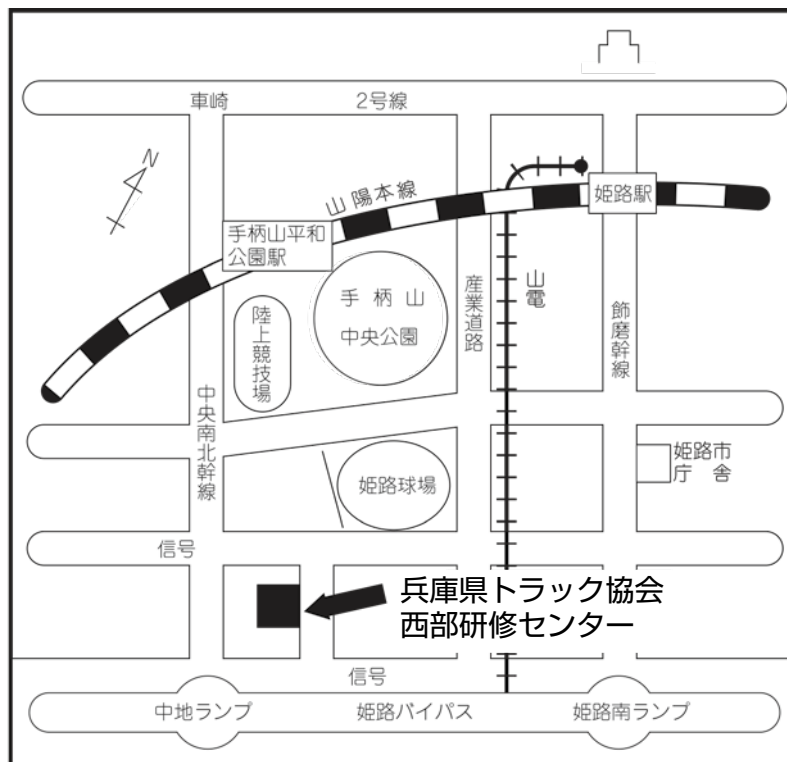 車崎
2号線
N
山陽本線
姫路駅
手柄山平和
公園駅
手柄山
中央公園
陸上競技場
産業道路
山電
飾磨幹線
中央南北幹線
姫路球場
姫路市
庁舎
信号
兵庫県トラック協会
西部研修センター
信号
中地ランプ
姫路バイパス
姫路南ランプ